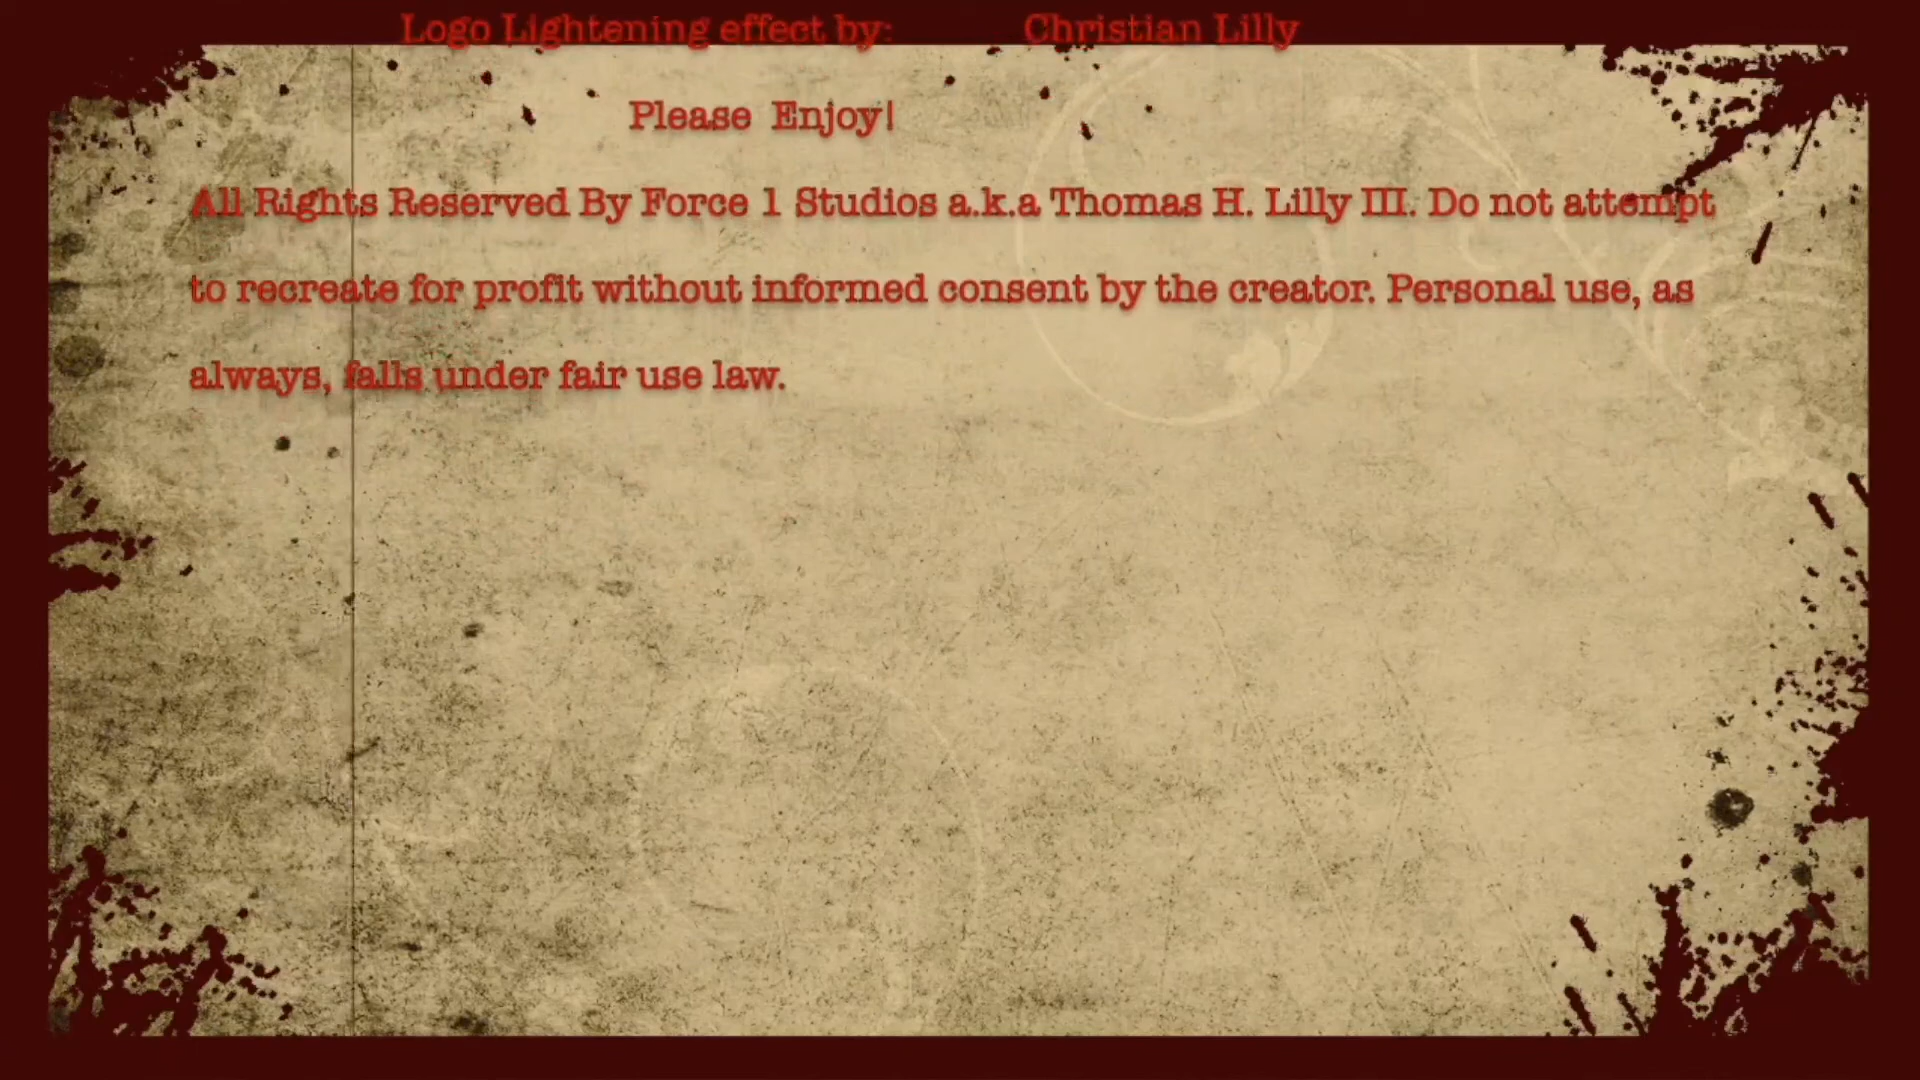 Logo Lightening effect by: Christian Lilly
Please Enjoy!
All Rights Reserved By Force 1 Studios a.k.a Thomas H. Lilly III. Do not attempt
to recreate for profit without informed consent by the creator. Personal use, as
always, falls under fair use law.